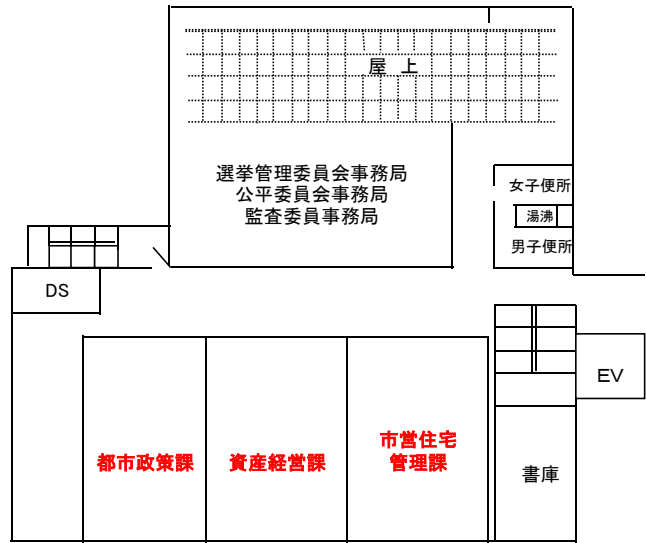 屋 上
選挙管理委員会事務局
公平委員会事務局
監査委員事務局
女子便所
湯沸
男子便所
DS
EV
都市政策課
資産経営課
市営住宅
管理課
書庫